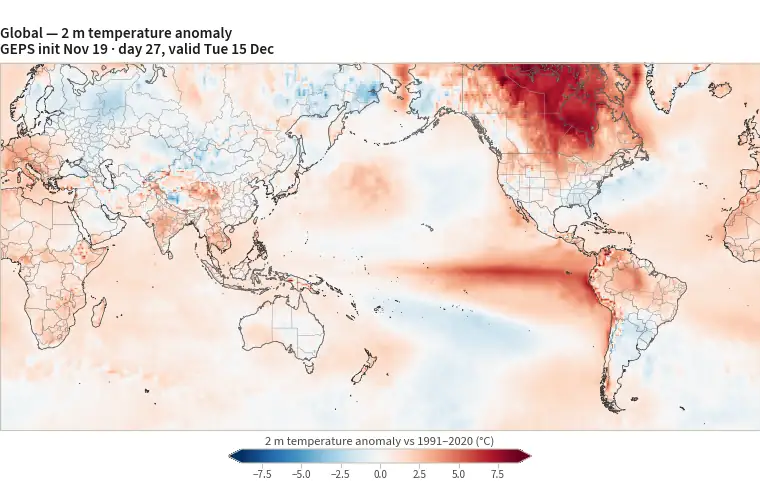 Global — 2 m temperature anomaly
GEPS init Nov 19 · day 27, valid Tue 15 Dec
2 m temperature anomaly vs 1991–2020 (°C)
−7.5 −5.0 −2.5 0.0 2.5 5.0 7.5